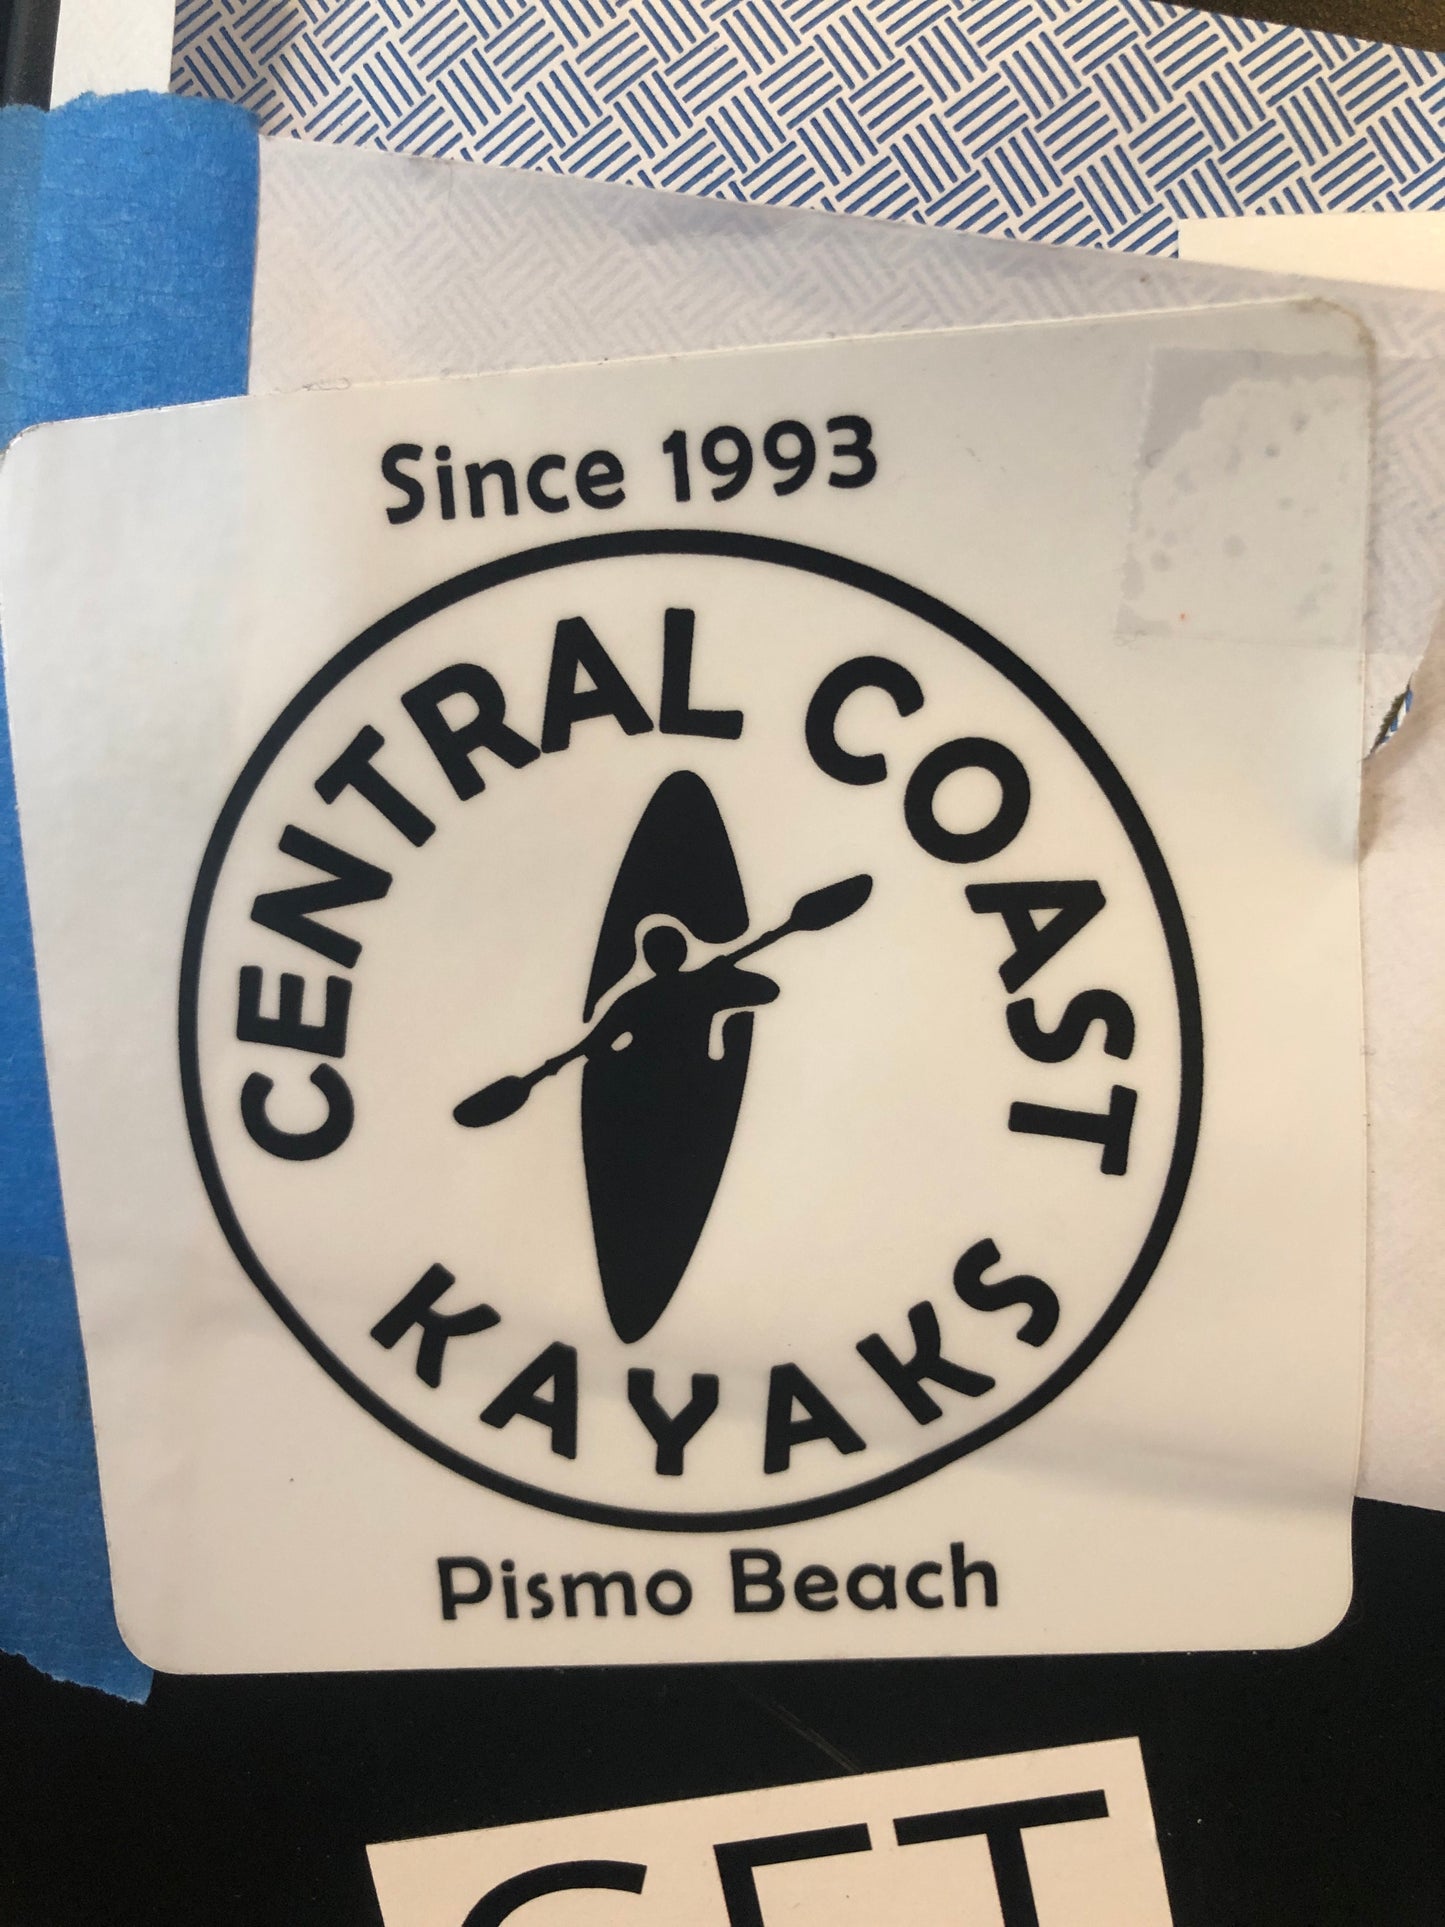 Since 1993
CENTRAL COAST
KAYAKS
Pismo Beach